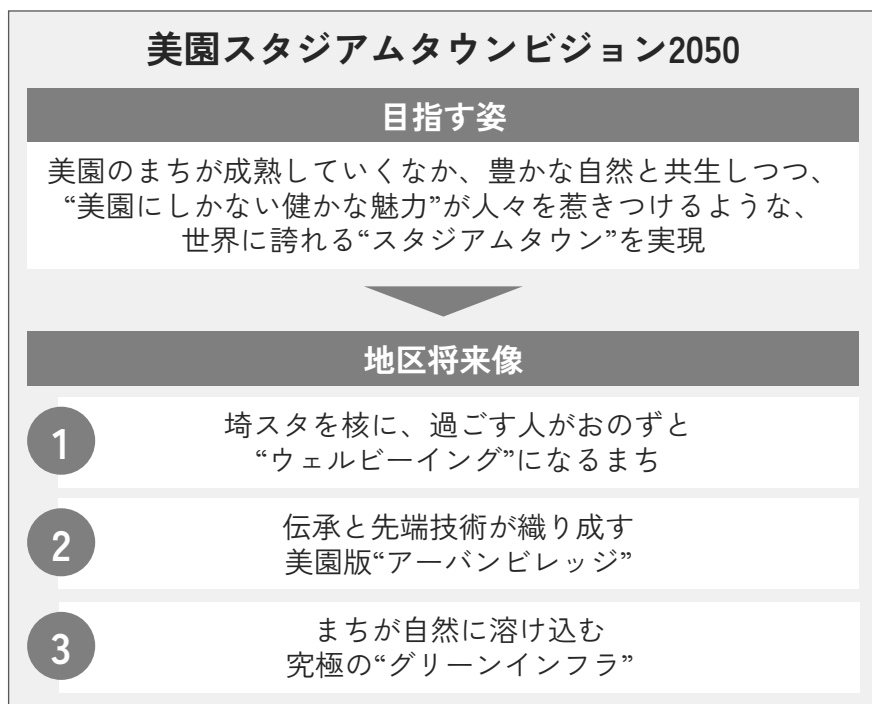 美園スタジアムタウンビジョン2050
目指す姿
美園のまちが成熟していくなか、豊かな自然と共生しつつ、
“美園にしかない健かな魅力”が人々を惹きつけるような、
世界に誇れる“スタジアムタウン”を実現
地区将来像
1
埼スタを核に、過ごす人がおのずと
“ウェルビーイング”になるまち
2
伝承と先端技術が織り成す
美園版“アーバンビレッジ”
3
まちが自然に溶け込む
究極の“グリーンインフラ”